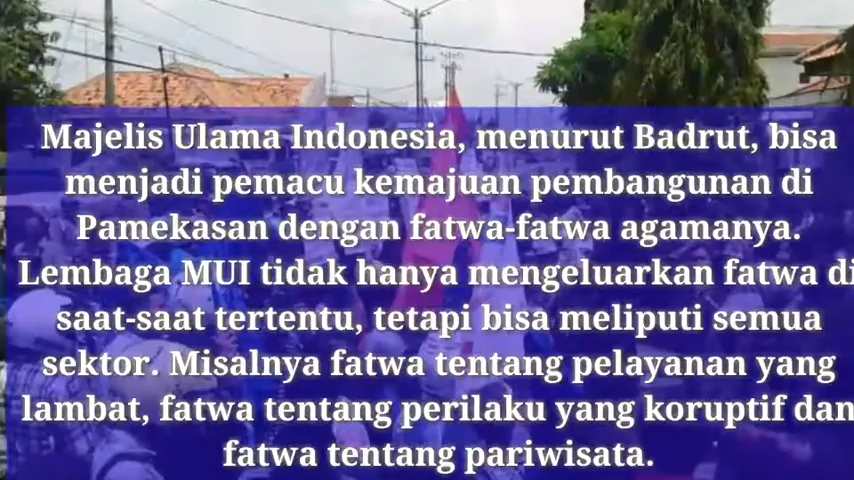 Majelis Ulama Indonesia, menurut Badrut, bisa
menjadi pemacu kemajuan pembangunan di
Pamekasan dengan fatwa-fatwa agamanya.
Lembaga MUI tidak hanya mengeluarkan fatwa di
saat-saat tertentu, tetapi bisa meliputi semua
sektor. Misalnya fatwa tentang pelayanan yang
lambat, fatwa tentang perilaku yang koruptif dan
fatwa tentang pariwisata.